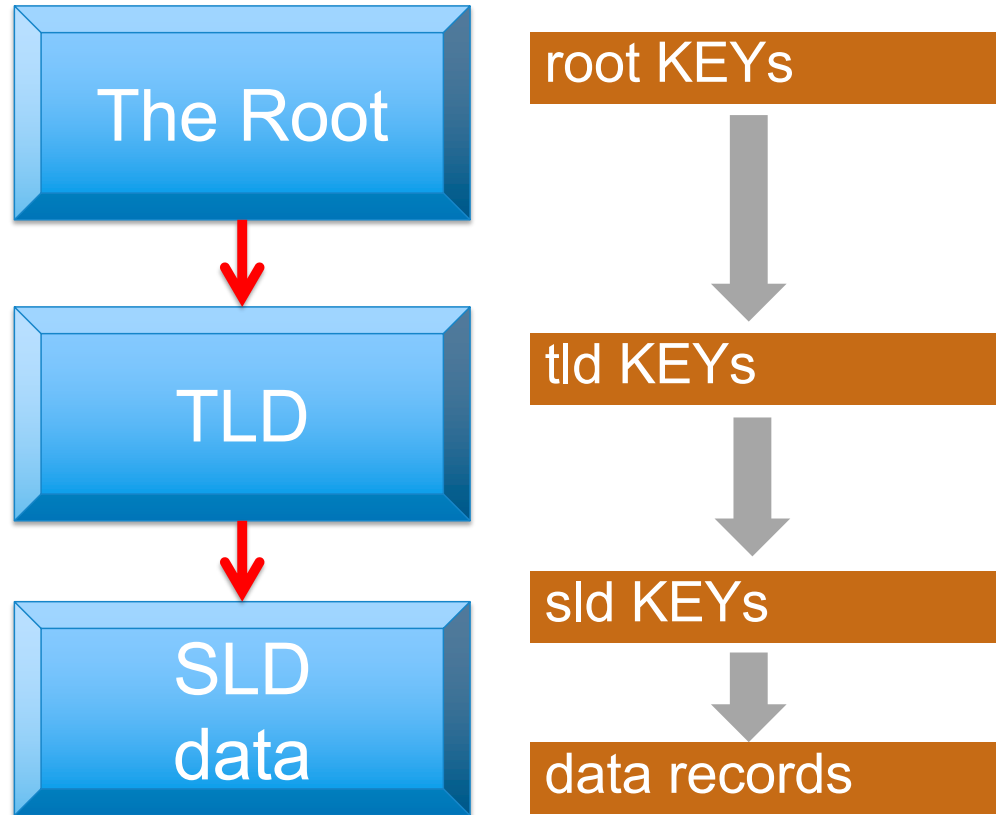 The Root
root KEYs
TLD
tld KEYs
SLD
data
sld KEYs
data records